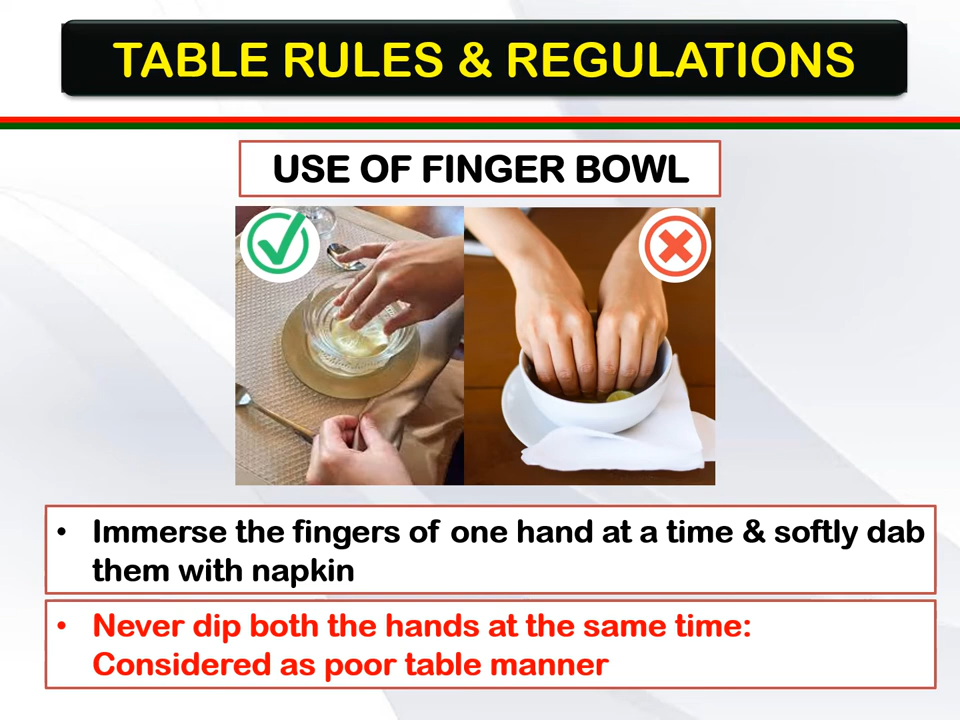 TABLE RULES & REGULATIONS
USE OF FINGER BOWL
• Immerse the fingers of one hand at a time & softly dab
them with napkin
• Never dip both the hands at the same time:
Considered as poor table manner